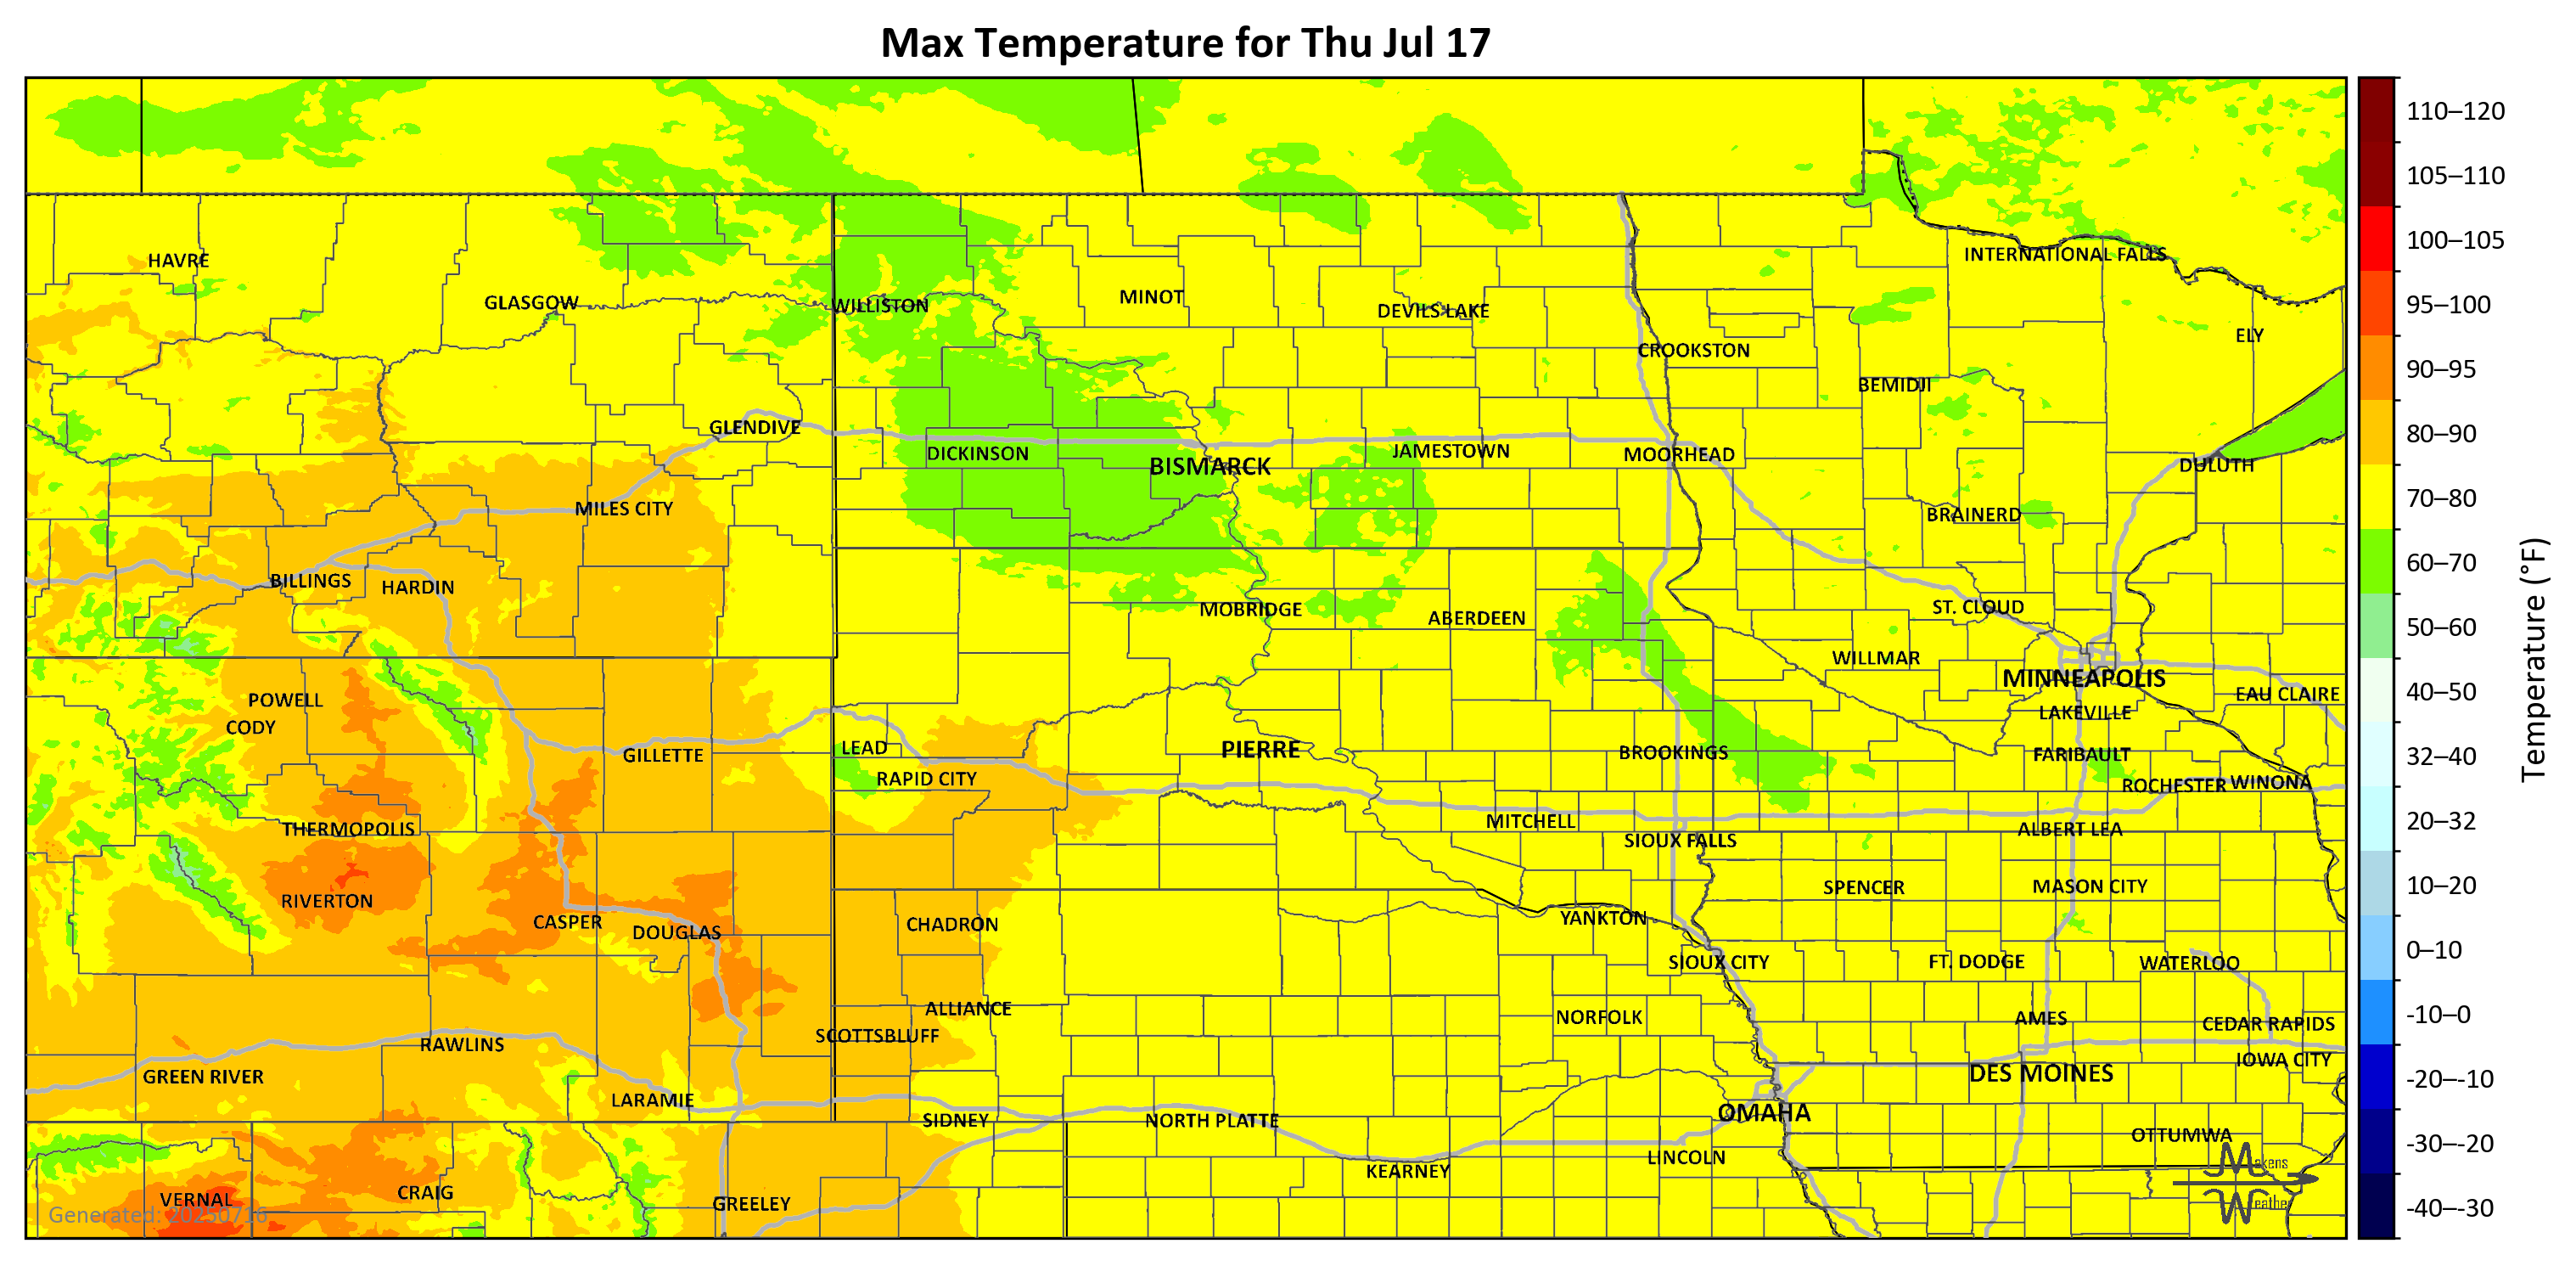 Max Temperature for Thu Jul 17
HAVRE
GLASGOW
WILLISTON
MINOT
DEVILS LAKE
INTERNATIONAL FALLS
ELY
CROOKSTON
BEMIDJI
GLENDIVE
DICKINSON
BISMARCK
JAMESTOWN
MOORHEAD
DULUTH
MILES CITY
BRAINERD
BILLINGS
HARDIN
MOBRIDGE
ABERDEEN
ST. CLOUD
WILLMAR
MINNEAPOLIS
EAU CLAIRE
POWELL
CODY
LAKEVILLE
GILLETTE
LEAD
PIERRE
BROOKINGS
FARIBAULT
RAPID CITY
ROCHESTER
WINONA
THERMOPOLIS
MITCHELL
SIOUX FALLS
ALBERT LEA
RIVERTON
SPENCER
MASON CITY
CASPER
DOUGLAS
CHADRON
YANKTON
SIOUX CITY
FT. DODGE
WATERLOO
ALLIANCE
NORFOLK
AMES
CEDAR RAPIDS
SCOTTSBLUFF
RAWLINS
IOWA CITY
GREEN RIVER
DES MOINES
LARAMIE
SIDNEY
NORTH PLATTE
OMAHA
OTTUMWA
LINCOLN
KEARNEY
VERNAL
CRAIG
GREELEY
Generated: 20250716
Makens
Weather
110–120
105–110
100–105
95–100
90–95
80–90
70–80
60–70
50–60
40–50
32–40
20–32
10–20
0–10
-10–0
-20–-10
-30–-20
-40–-30
Temperature (°F)